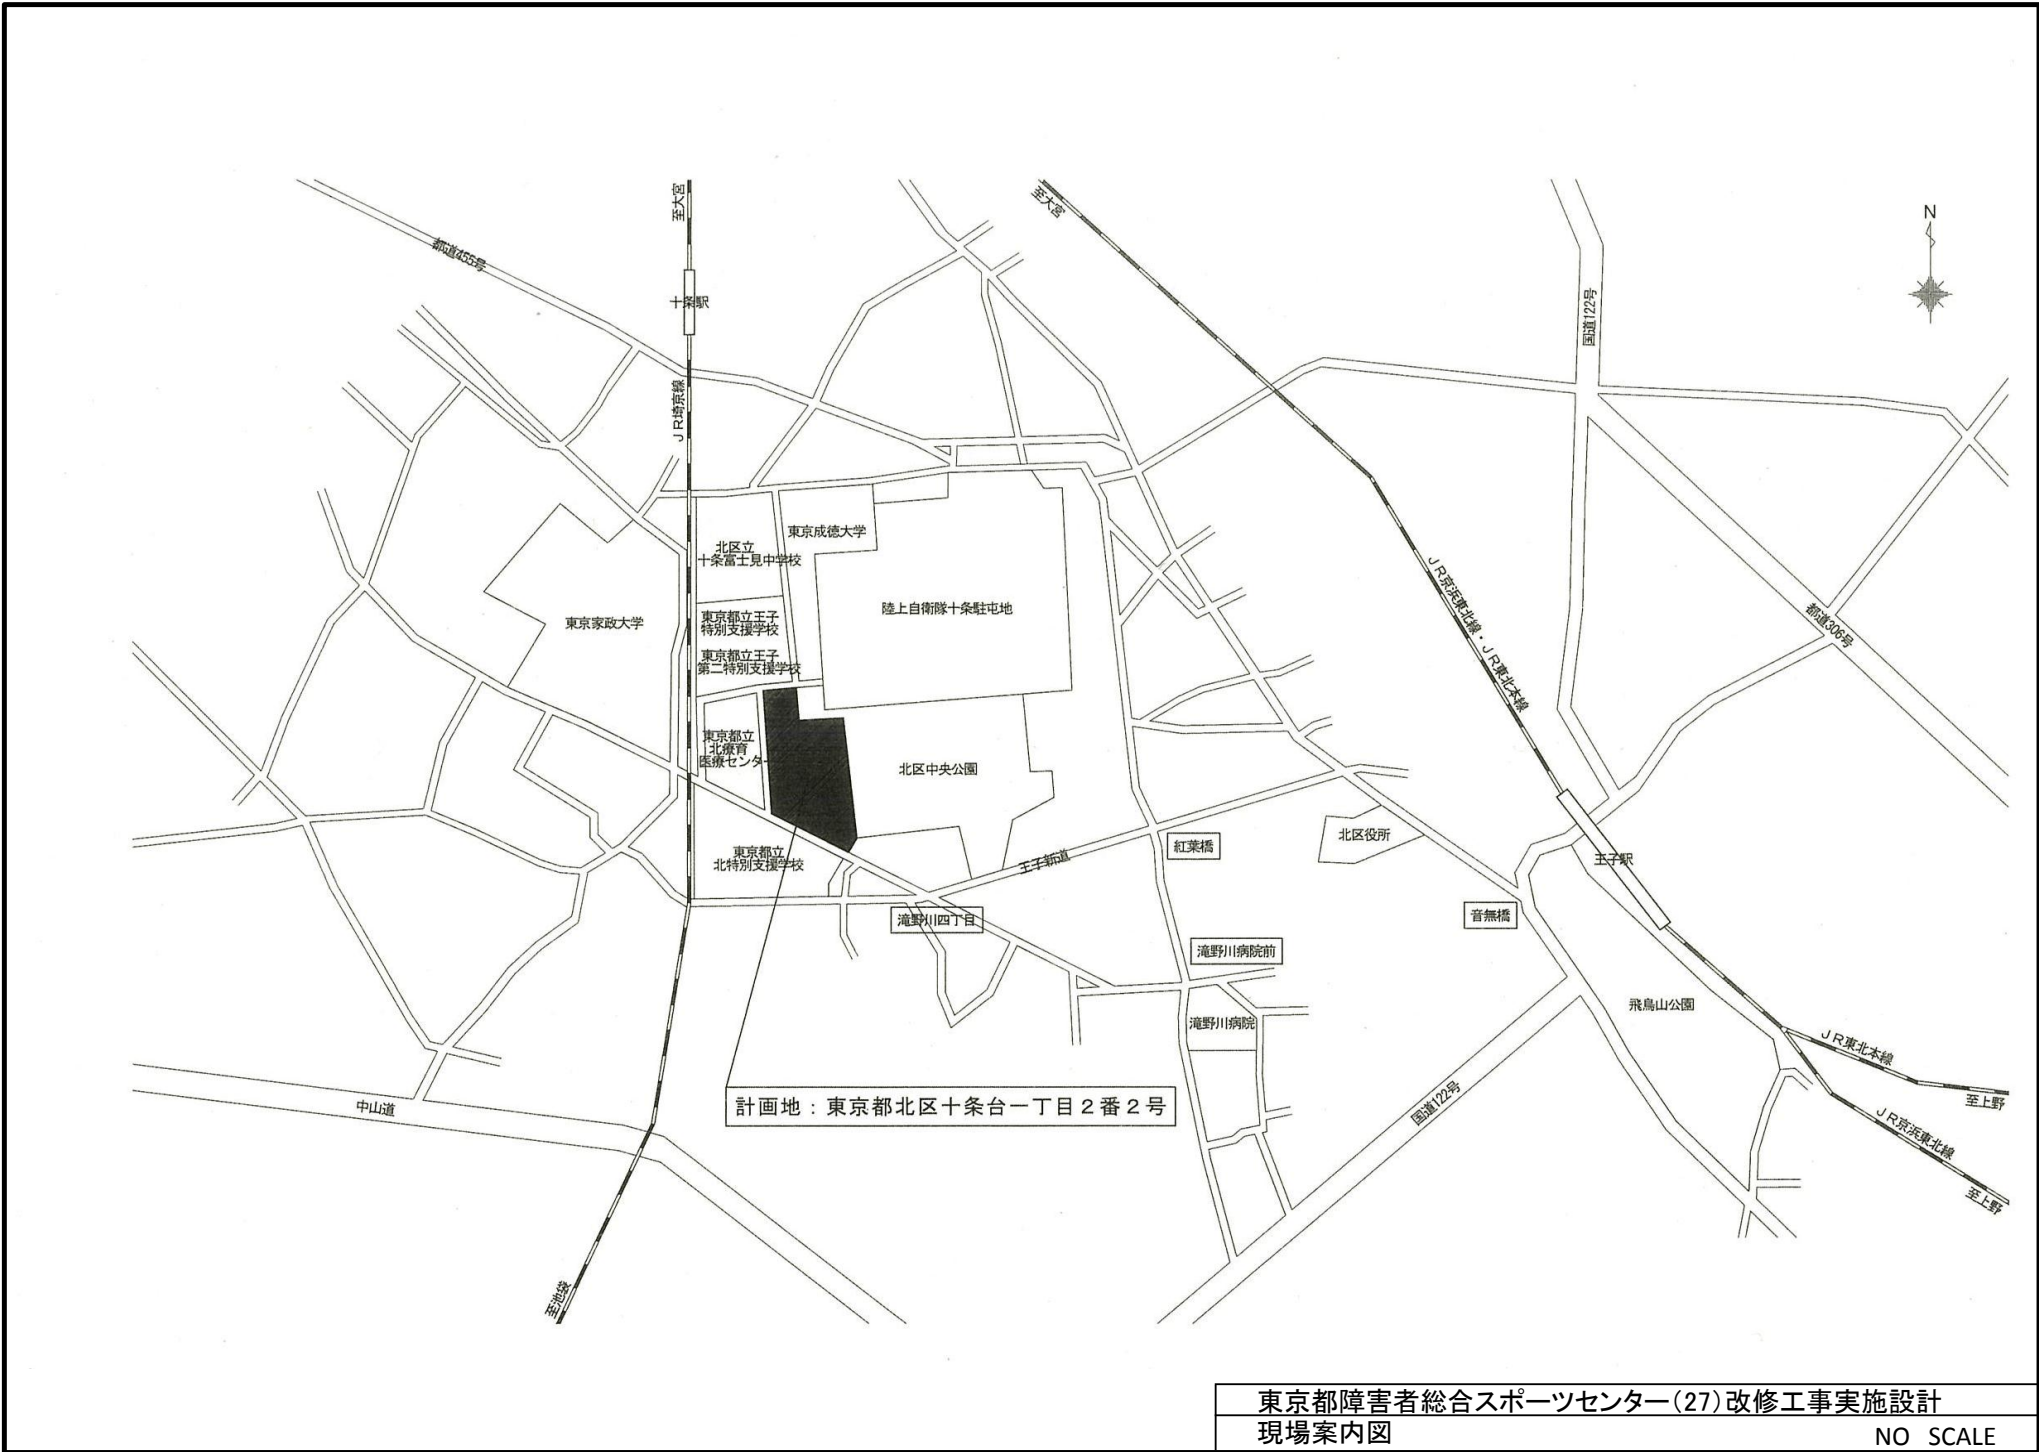 至大宮
至大宮
N
都道455号
十条駅
国道122号
JR埼京線
東京成徳大学
北区立
十条富士見中学校
JR京浜東北線・JR東北本線
陸上自衛隊十条駐屯地
東京家政大学
東京都立王子
特別支援学校
都道306号
東京都立王子
第二特別支援学校
東京都立
北療育
医療センター
北区中央公園
北区役所
紅葉橋
東京都立
北特別支援学校
王子新道
王子駅
滝野川四丁目
音無橋
滝野川病院前
飛鳥山公園
滝野川病院
JR東北本線
至上野
国道122号
計画地：東京都北区十条台一丁目2番2号
中山道
JR京浜東北線
至上野
至池袋
東京都障害者総合スポーツセンター(27)改修工事実施設計
現場案内図
NO SCALE